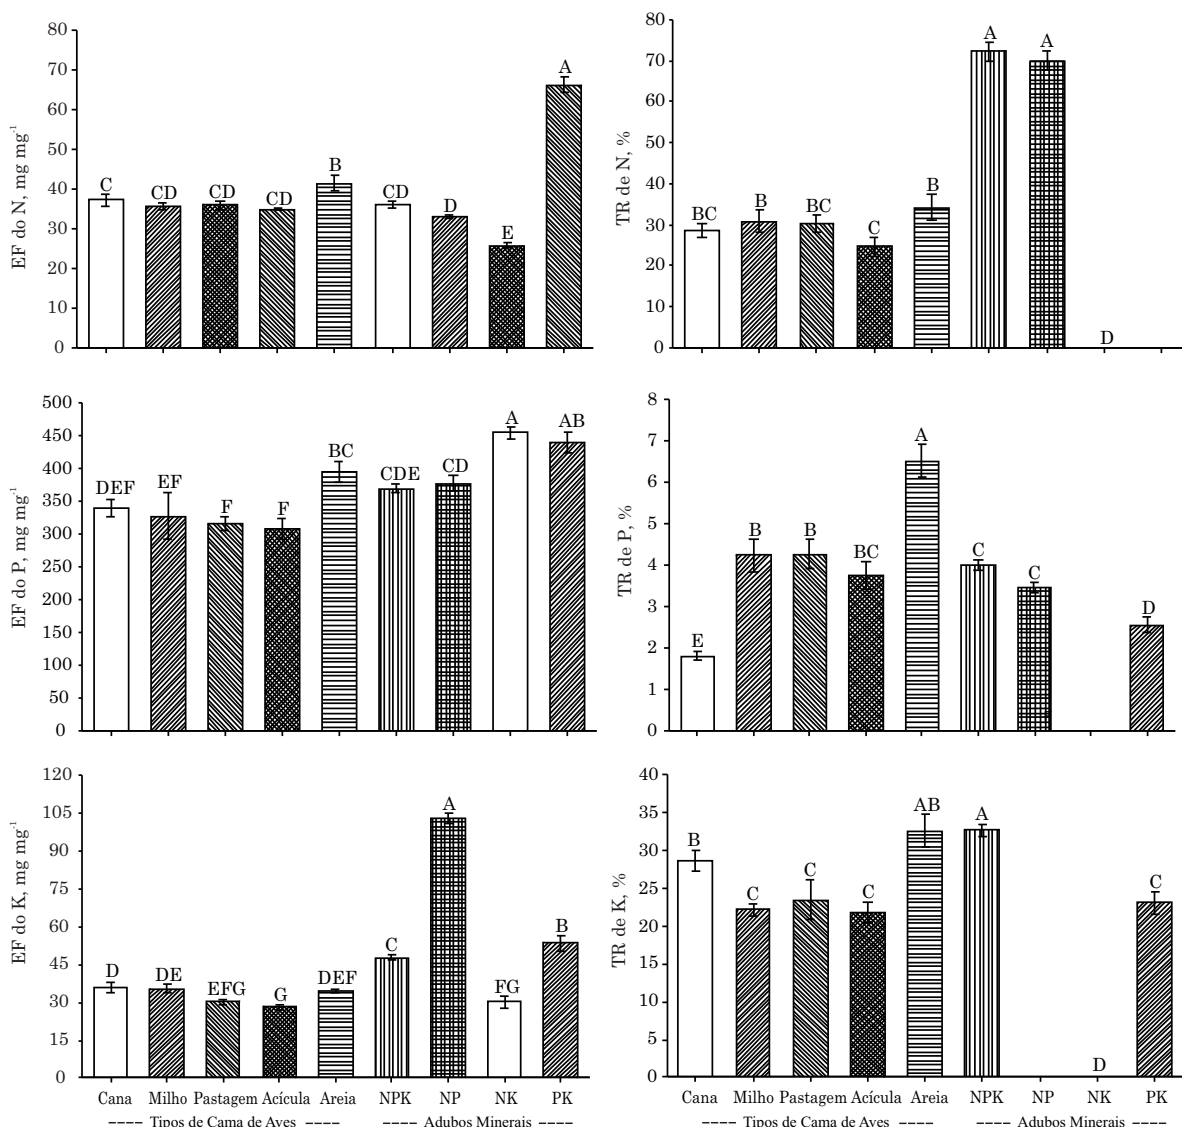 EF do N, mg mg-1
80
70
60
50
40
30
20
10
0
C
CD
CD
CD
B
CD
D
E
A
TR de N, %
80
70
60
50
40
30
20
10
0
BC
B
BC
C
B
A
A
D
EF do P, mg mg-1
500
450
400
350
300
250
200
150
100
50
0
DEF
EF
F
F
BC
CDE
CD
A
AB
TR de P, %
8
7
6
5
4
3
2
1
0
E
B
B
BC
A
C
C
D
EF do K, mg mg-1
120
105
90
75
60
45
30
15
0
D
DE
EFG
G
DEF
C
A
FG
B
Cana Milho Pastagem Acícula Areia NPK NP NK PK
---- Tipos de Cama de Aves ---- ---- Adubos Minerais ----
TR de K, %
40
35
30
25
20
15
10
5
0
B
C
C
C
AB
A
D
C
Cana Milho Pastagem Acícula Areia NPK NP NK PK
---- Tipos de Cama de Aves ---- ---- Adubos Minerais ----